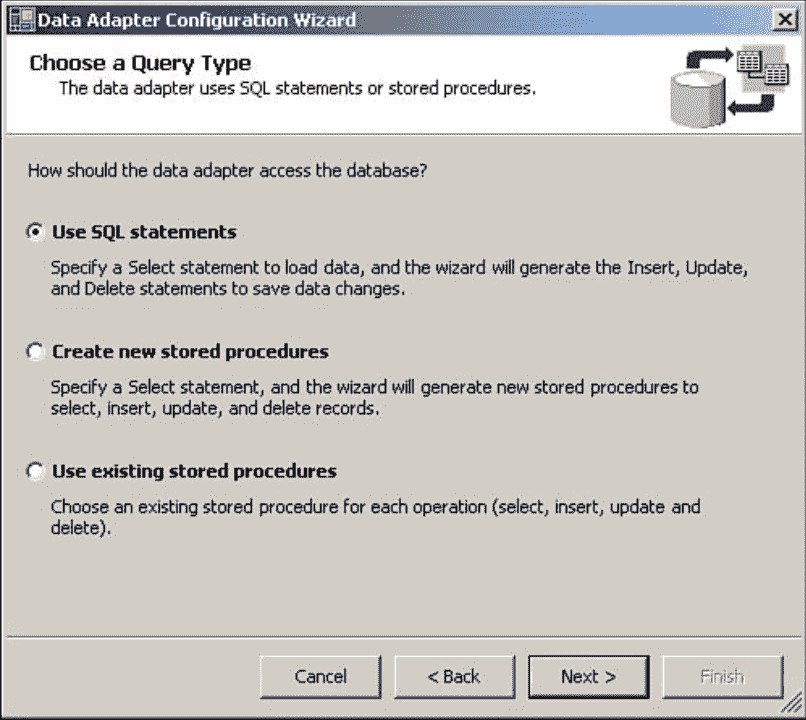 Data Adapter Configuration Wizard
Choose a Query Type
The data adapter uses SQL statements or stored procedures.
How should the data adapter access the database?
Use SQL statements
Specify a Select statement to load data, and the wizard will generate the Insert, Update,
and Delete statements to save data changes.
Create new stored procedures
Specify a Select statement, and the wizard will generate new stored procedures to
select, insert, update, and delete records.
Use existing stored procedures
Choose an existing stored procedure for each operation (select, insert, update and
delete).
Cancel < Back Next > Finish